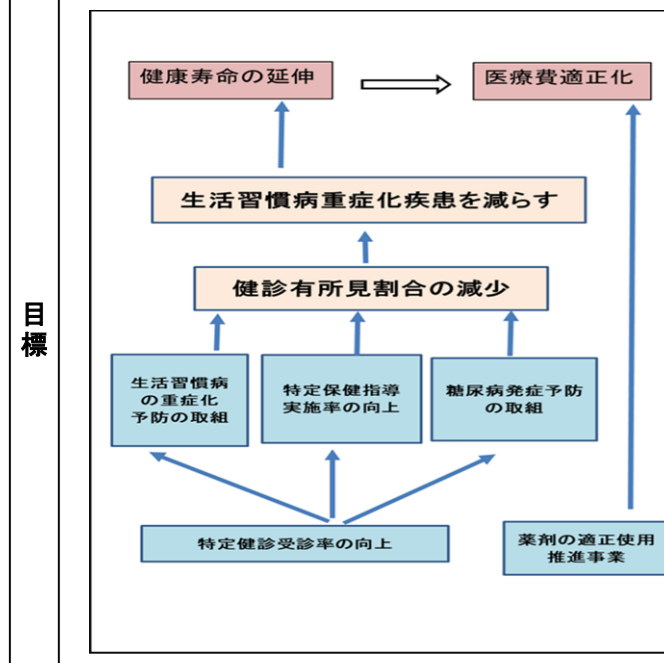 目標
健康寿命の延伸
医療費適正化
生活習慣病重症化疾患を減らす
健診有所見割合の減少
生活習慣病
の重症化
予防の取組
特定保健指導
実施率の向上
糖尿病発症予防
の取組
特定健診受診率の向上
薬剤の適正使用
推進事業